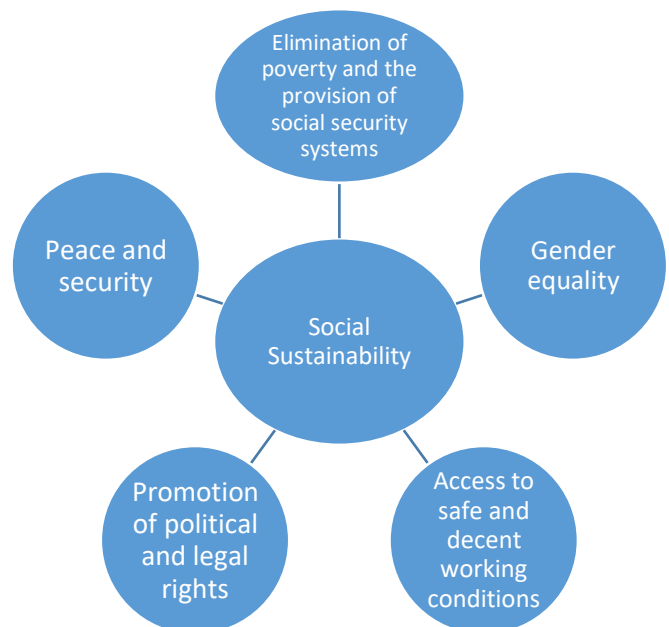 Elimination of
poverty and the
provision of
social security
systems
Peace and
security
Gender
equality
Social
Sustainability
Promotion
of political
and legal
rights
Access to
safe and
decent
working
conditions